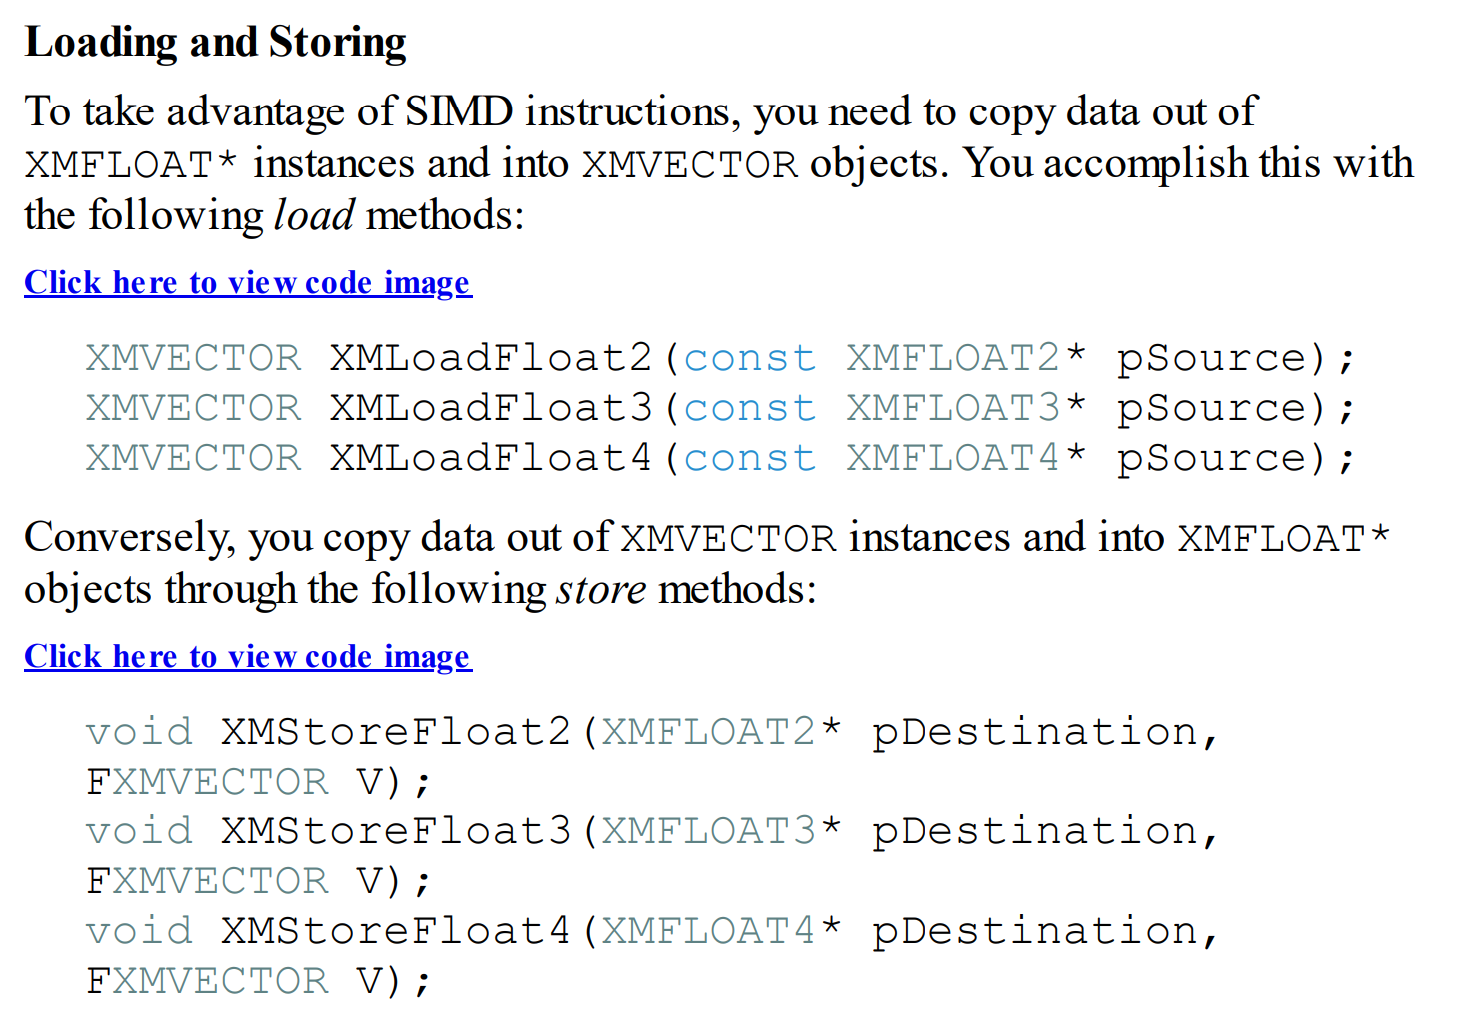 Loading and Storing
To take advantage of SIMD instructions, you need to copy data out of
XMFLOAT* instances and into XMVECTOR objects. You accomplish this with
the following load methods:
Click here to view code image
XMVECTOR XMLoadFloat2(const XMFLOAT2* pSource);
XMVECTOR XMLoadFloat3(const XMFLOAT3* pSource);
XMVECTOR XMLoadFloat4(const XMFLOAT4* pSource);
Conversely, you copy data out of XMVECTOR instances and into XMFLOAT*
objects through the following store methods:
Click here to view code image
void XMStoreFloat2(XMFLOAT2* pDestination,
FXMVECTOR V);
void XMStoreFloat3(XMFLOAT3* pDestination,
FXMVECTOR V);
void XMStoreFloat4(XMFLOAT4* pDestination,
FXMVECTOR V);